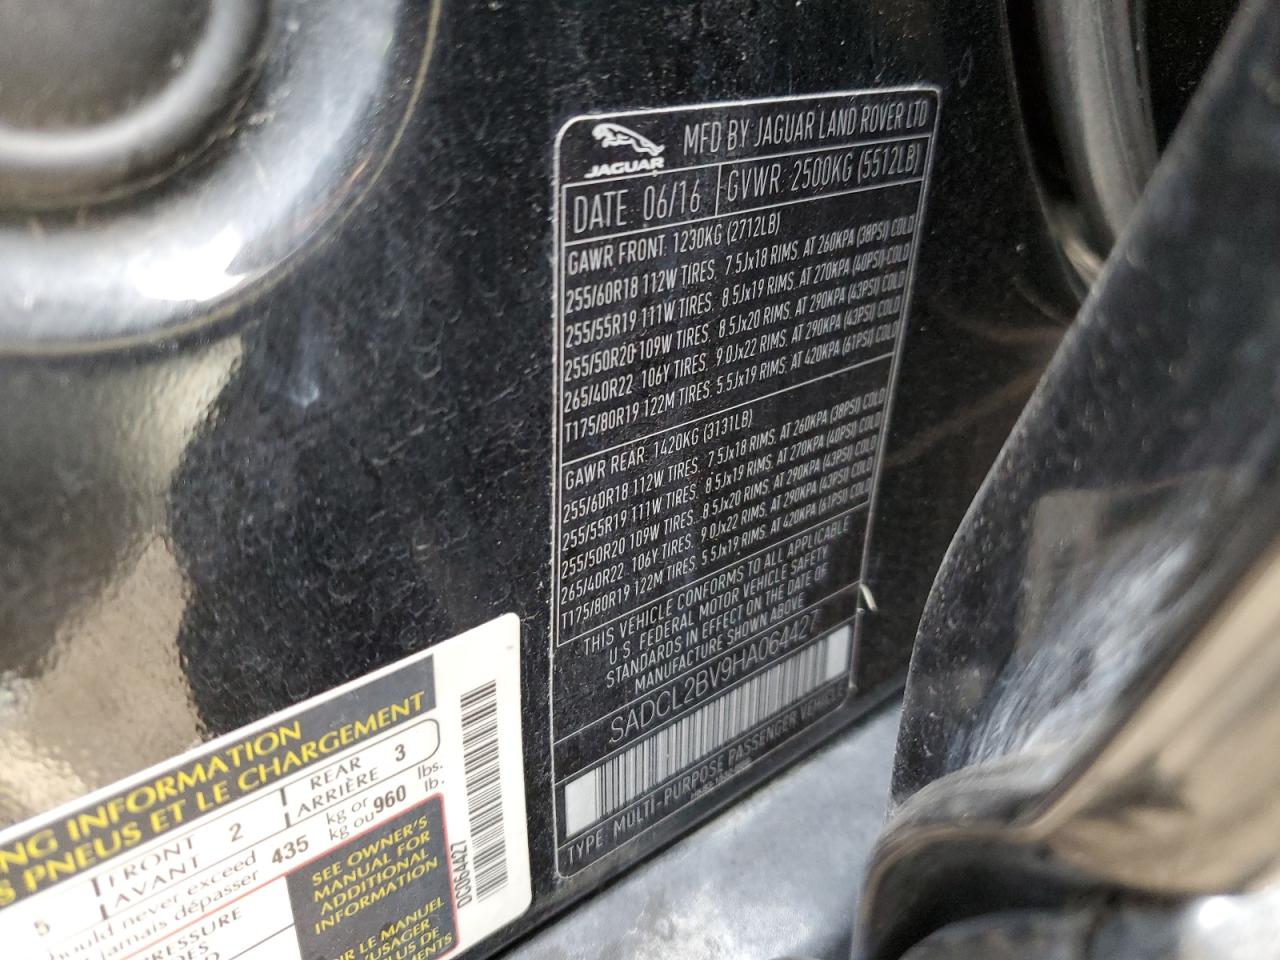 JAGUAR
MFD BY JAGUAR LAND ROVER LTD
DATE: 06/16 GVWR: 2500KG (5512LB)
GAWR FRONT: 1230KG (2712LB)
255/60R18 112W TIRES, 7.5Jx18 RIMS, AT 260KPA (38PSI) COLD
255/55R19 111W TIRES, 8.5Jx19 RIMS, AT 270KPA (40PSI) COLD
255/50R20 109W TIRES, 8.5Jx20 RIMS, AT 290KPA (43PSI) COLD
265/40R22 106Y TIRES, 9.0Jx22 RIMS, AT 290KPA (43PSI) COLD
T175/80R19 122M TIRES, 5.5Jx19 RIMS, AT 420KPA (61PSI) COLD
GAWR REAR: 1420KG (3131LB)
255/60R18 112W TIRES, 7.5Jx18 RIMS, AT 260KPA (38PSI) COLD
255/55R19 111W TIRES, 8.5Jx19 RIMS, AT 270KPA (40PSI) COLD
255/50R20 109W TIRES, 8.5Jx20 RIMS, AT 290KPA (43PSI) COLD
265/40R22 106Y TIRES, 9.0Jx22 RIMS, AT 290KPA (43PSI) COLD
T175/80R19 122M TIRES, 5.5Jx19 RIMS, AT 420KPA (61PSI) COLD
THIS VEHICLE CONFORMS TO ALL APPLICABLE
U.S. FEDERAL MOTOR VEHICLE SAFETY
STANDARDS IN EFFECT ON THE DATE OF
MANUFACTURE SHOWN ABOVE
SADCL2BV9HA064427
TYPE: MULTI-PURPOSE PASSENGER VEHICLE
NG INFORMATION
S PNEUS ET LE CHARGEMENT
5 FRONT AVANT 2 REAR ARRIÈRE 3
hould never exceed
jamais dépasser 435 kg or kg ou 960 lbs. lb.
SEE OWNER'S
MANUAL FOR
ADDITIONAL
INFORMATION
IR LE MANUEL
'USAGER
PLUS DE
EMENTS
DC064427